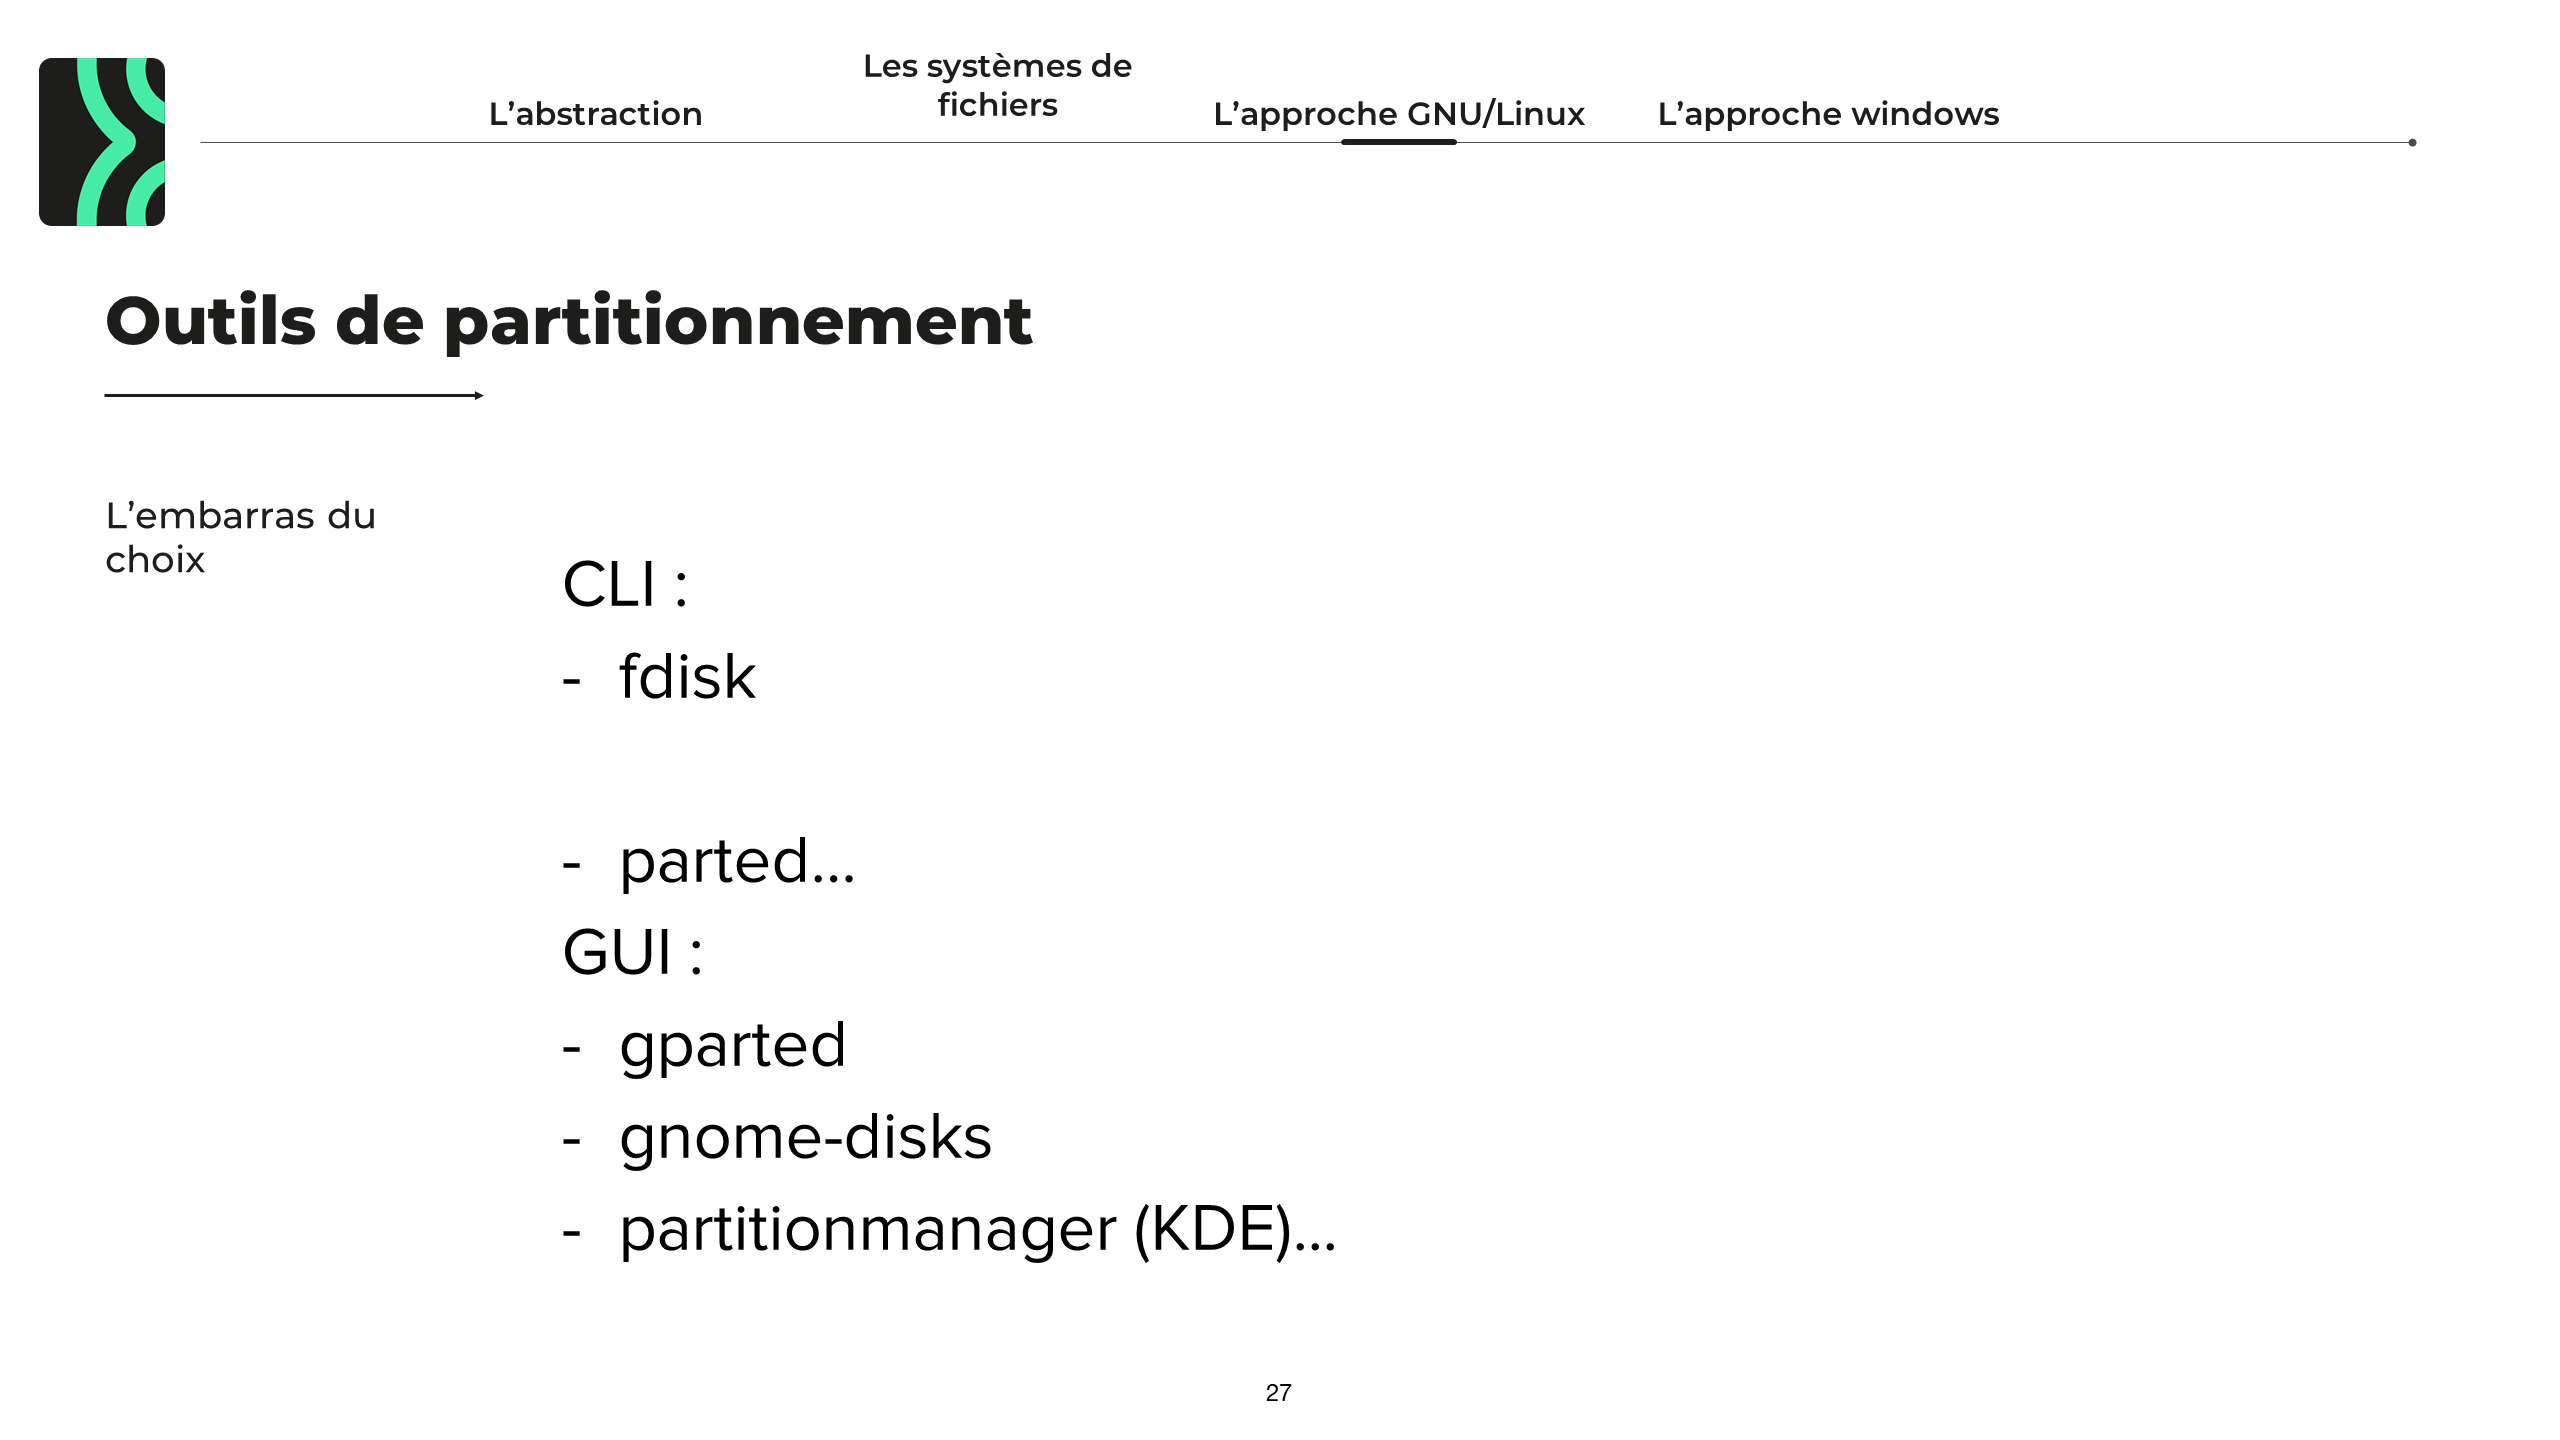 L’abstraction
Les systèmes de
fichiers
L’approche GNU/Linux
L’approche windows
Outils de partitionnement
L’embarras du
choix
CLI :
- fdisk
- parted...
GUI :
- gparted
- gnome-disks
- partitionmanager (KDE)...
27